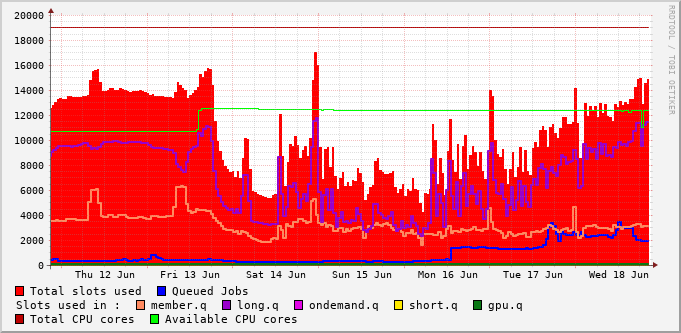 20000
18000
16000
14000
12000
10000
8000
6000
4000
2000
0
Thu 12 Jun Fri 13 Jun Sat 14 Jun Sun 15 Jun Mon 16 Jun Tue 17 Jun Wed 18 Jun
Total slots used Queued Jobs
Slots used in : member.q long.q ondemand.q short.q gpu.q
Total CPU cores Available CPU cores
RRDTOOL / TOBI OETIKER